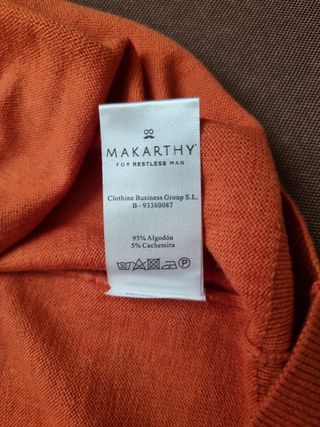 MAKARTHY
FOR RESTLESS MAN
Clothine Business Group S.L.
B - 93380087
95% Algodón
5% Cachemira
P